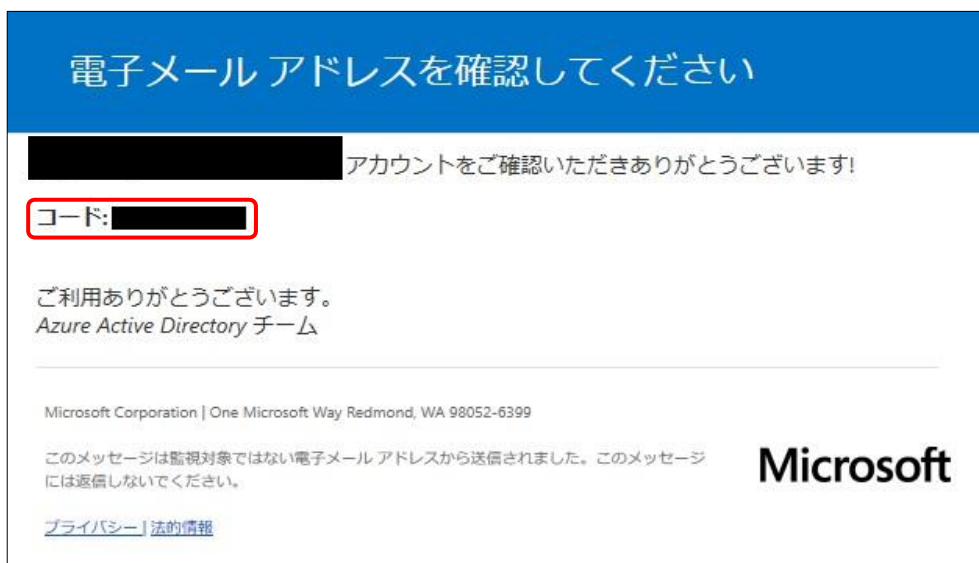 電子メール アドレスを確認してください
アカウントをご確認いただきありがとうございます!
コード:
ご利用ありがとうございます。
Azure Active Directory チーム
Microsoft Corporation | One Microsoft Way Redmond, WA 98052-6399
このメッセージは監視対象ではない電子メール アドレスから送信されました。このメッセージ
には返信しないでください。
Microsoft
プライバシー | 法的情報